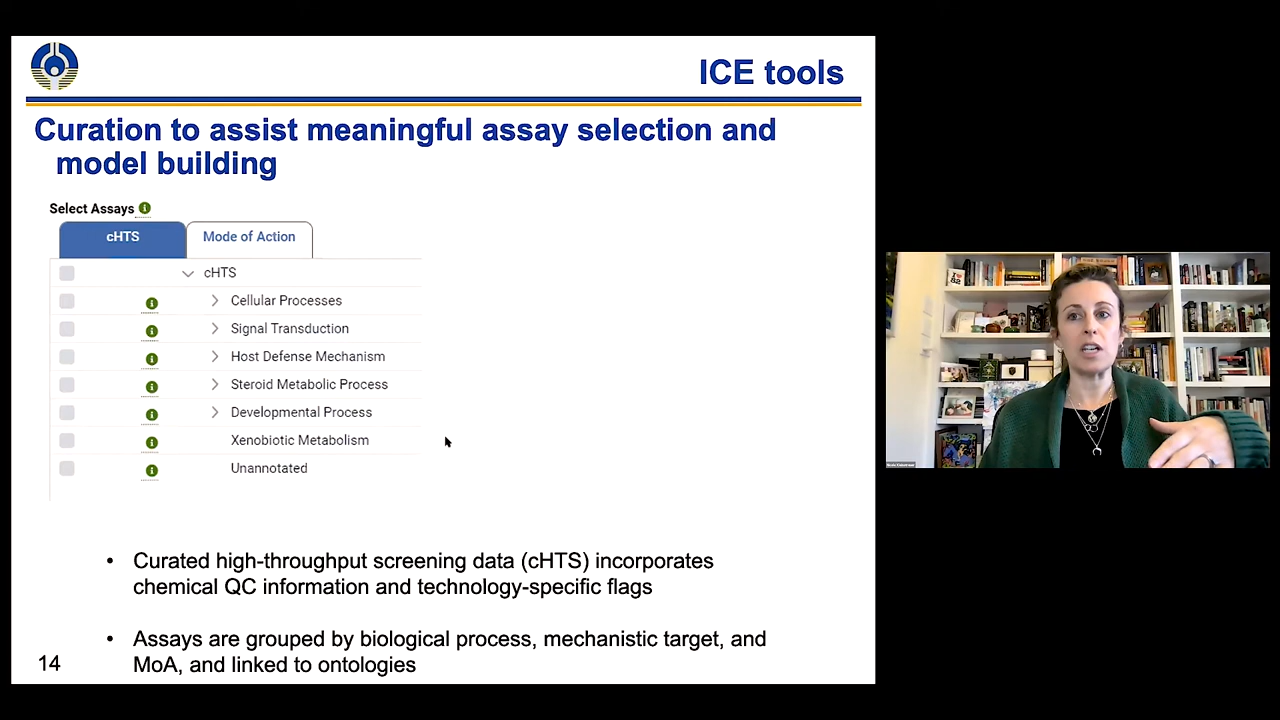 ICE tools
Curation to assist meaningful assay selection and
model building
Select Assays
cHTS
Mode of Action
cHTS
Cellular Processes
Signal Transduction
Host Defense Mechanism
Steroid Metabolic Process
Developmental Process
Xenobiotic Metabolism
Unannotated
• Curated high-throughput screening data (cHTS) incorporates
chemical QC information and technology-specific flags
• Assays are grouped by biological process, mechanistic target, and
MoA, and linked to ontologies
14